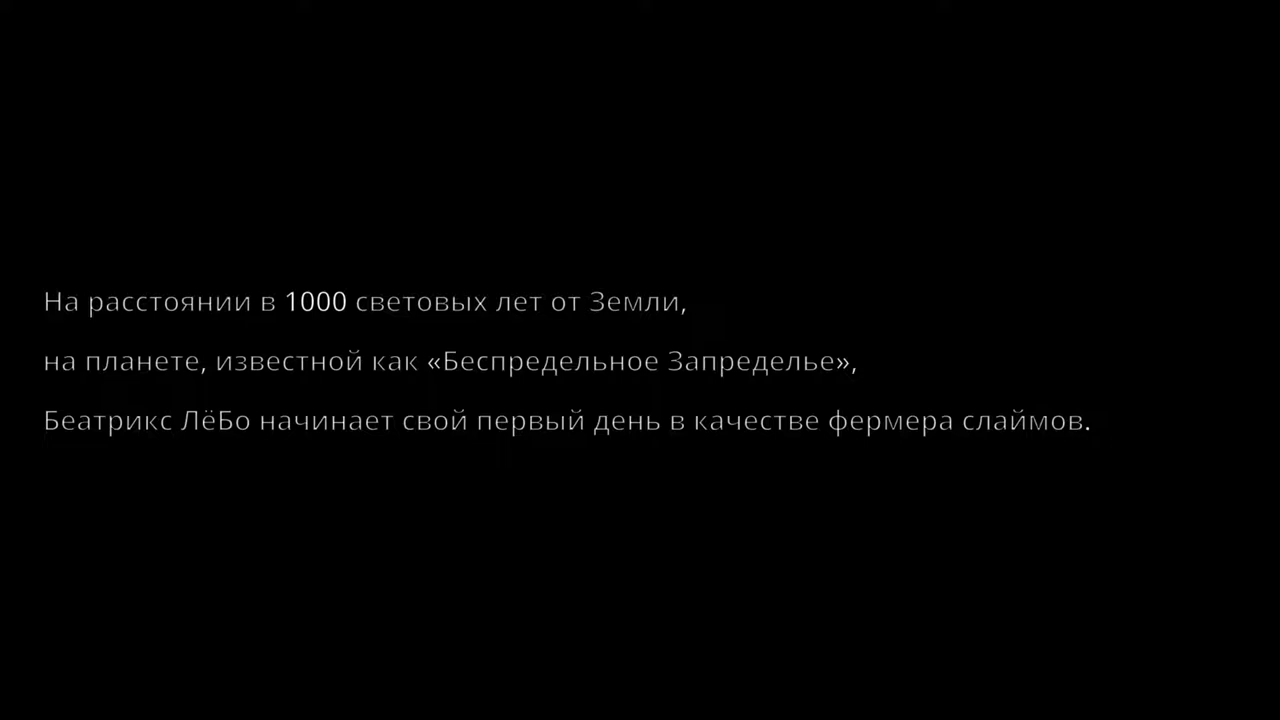 На расстоянии в 1000 световых лет от Земли,
на планете, известной как «Беспредельное Запределье»,
Беатрикс ЛёБо начинает свой первый день в качестве фермера слаймов.